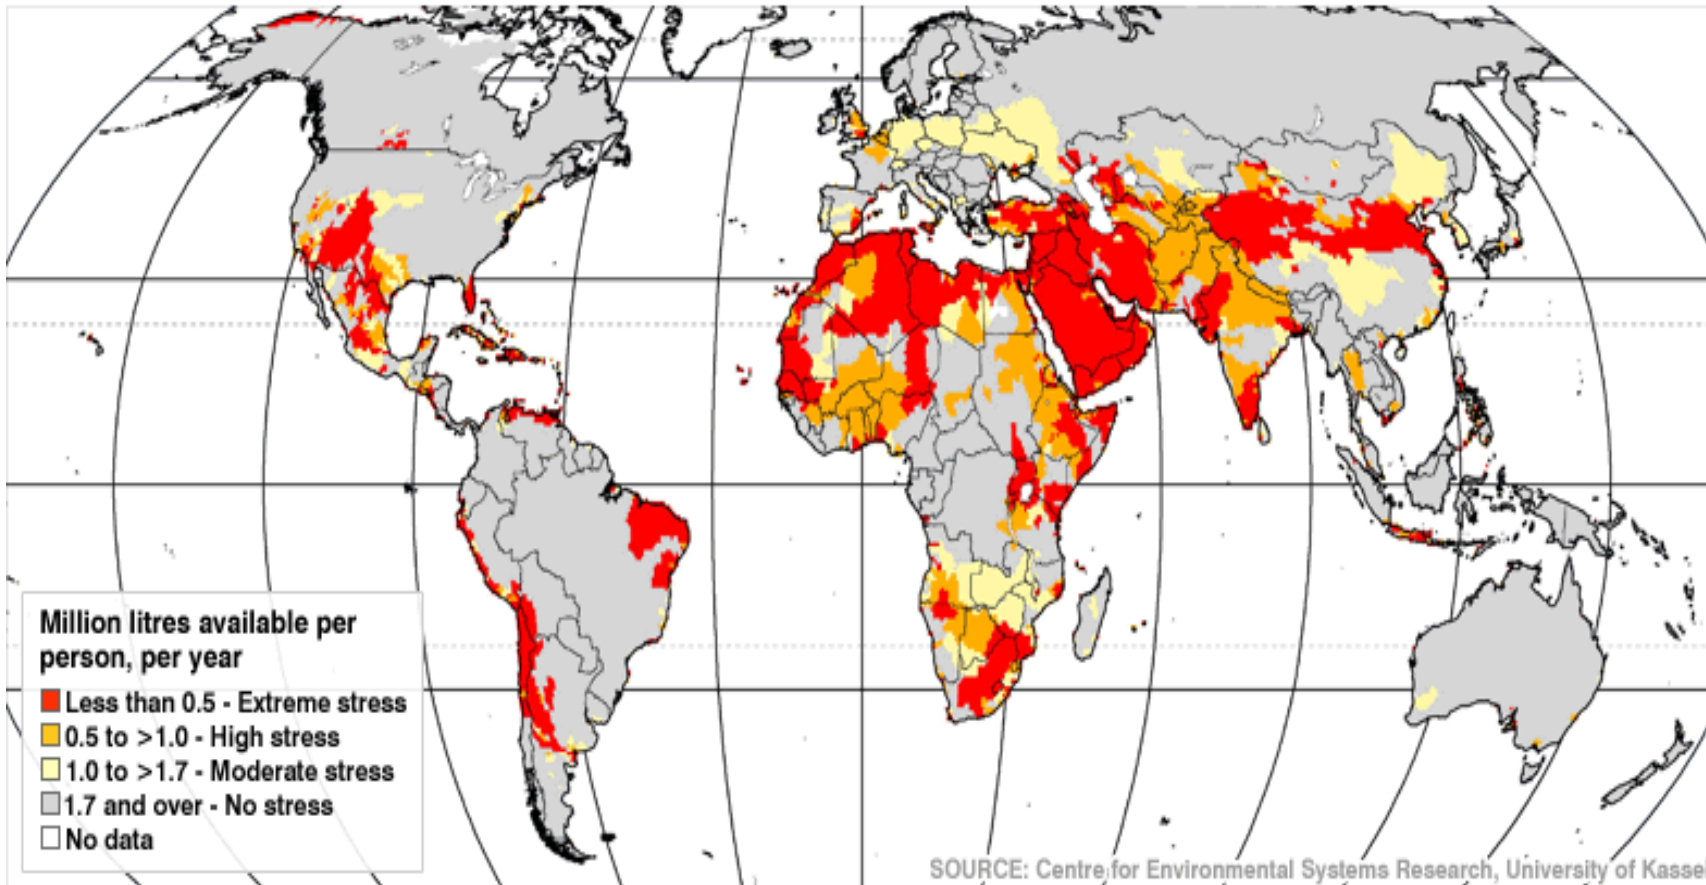 Million litres available per
person, per year
Less than 0.5 - Extreme stress
0.5 to >1.0 - High stress
1.0 to >1.7 - Moderate stress
1.7 and over - No stress
No data
SOURCE: Centre for Environmental Systems Research, University of Kassel